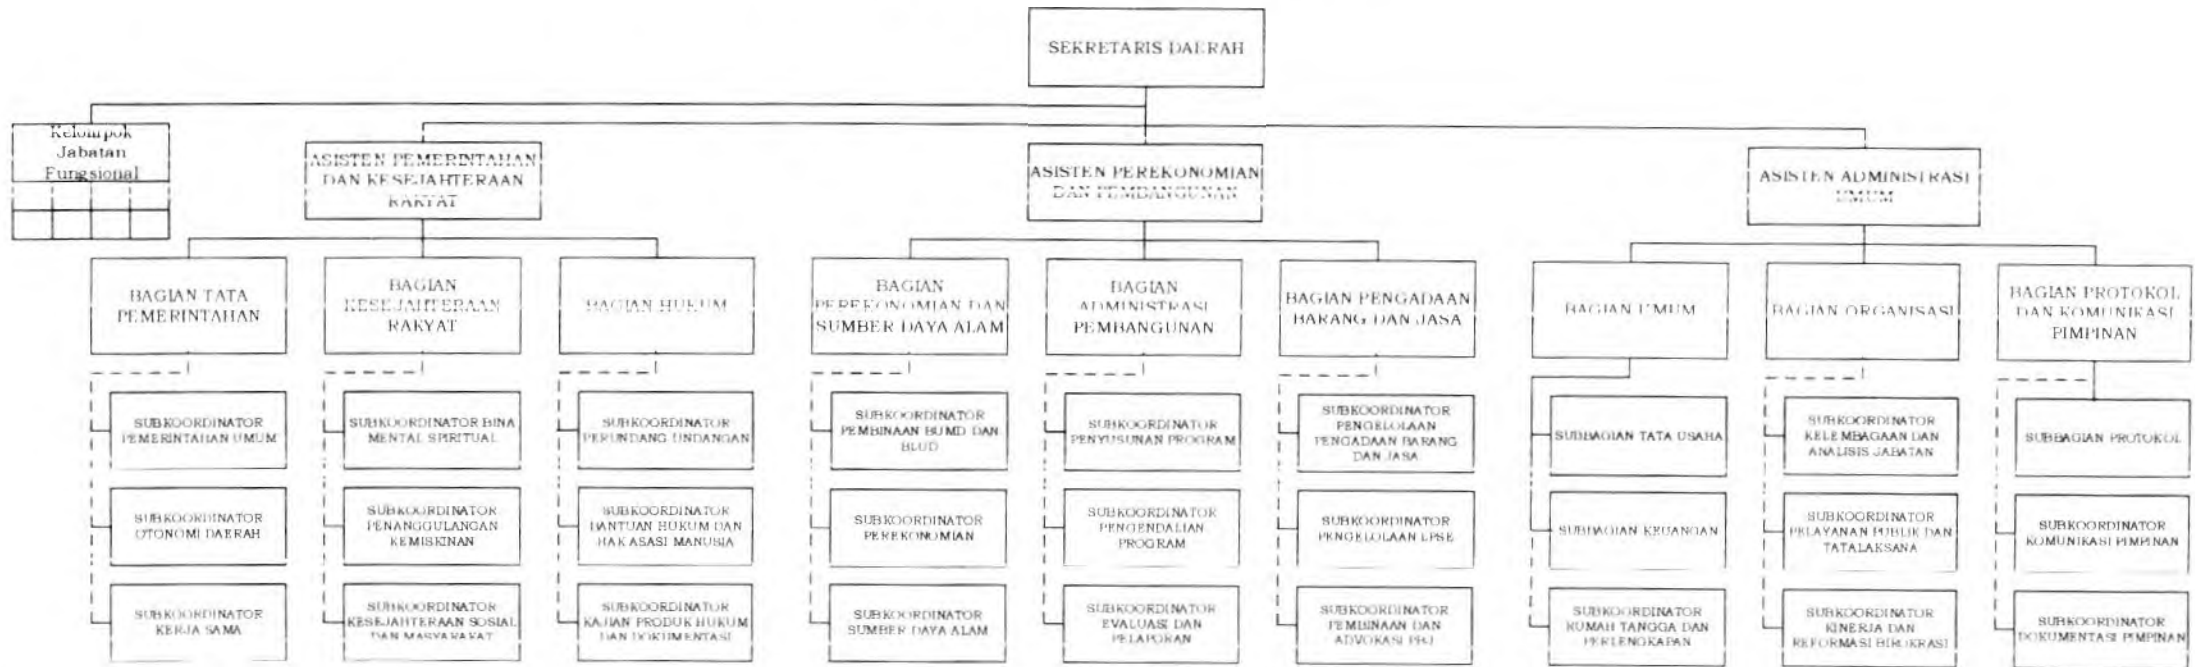 SEKRETARIS DAERAH
Kelompok
Jabatan
Fungsional
ASISTEN PEMERINTAHAN
DAN KESEJAHTERAAN
RAKYAT
ASISTEN PEREKONOMIAN
DAN PEMBANGUNAN
ASISTEN ADMINISTRASI
UMUM
BAGIAN TATA
PEMERINTAHAN
BAGIAN
KESEJAHTERAAN
RAKYAT
BAGIAN HUKUM
BAGIAN
PEREKONOMIAN DAN
SUMBER DAYA ALAM
BAGIAN
ADMINISTRASI
PEMBANGUNAN
BAGIAN PENGADAAN
BARANG DAN JASA
BAGIAN UMUM
BAGIAN ORGANISASI
BAGIAN PROTOKOL
DAN KOMUNIKASI
PIMPINAN
SUBKOORDINATOR
PEMERINTAHAN UMUM
SUBKOORDINATOR BINA
MENTAL SPIRITUAL
SUBKOORDINATOR
PERUNDANG UNDANGAN
SUBKOORDINATOR
PEMBINAAN BUMD DAN
BLUD
SUBKOORDINATOR
PENYUSUNAN PROGRAM
SUBKOORDINATOR
PENGELOLAAN
PENGADAAN BARANG
DAN JASA
SUBBAGIAN TATA USAHA
SUBKOORDINATOR
KELEMBAGAAN DAN
ANALISIS JABATAN
SUBBAGIAN PROTOKOL
SUBKOORDINATOR
OTONOMI DAERAH
SUBKOORDINATOR
PENANGGULANGAN
KEMISKINAN
SUBKOORDINATOR
BANTUAN HUKUM DAN
HAK ASASI MANUSIA
SUBKOORDINATOR
PEREKONOMIAN
SUBKOORDINATOR
PENGENDALIAN
PROGRAM
SUBKOORDINATOR
PENGELOLAAN LPSE
SUBBAGIAN KEUANGAN
SUBKOORDINATOR
PELAYANAN PUBLIK DAN
TATALAKSANA
SUBKOORDINATOR
KOMUNIKASI PIMPINAN
SUBKOORDINATOR
KERJA SAMA
SUBKOORDINATOR
KESEJAHTERAAN SOSIAL
DAN MASYARAKAT
SUBKOORDINATOR
KAJIAN PRODUK HUKUM
DAN DOKUMENTASI
SUBKOORDINATOR
SUMBER DAYA ALAM
SUBKOORDINATOR
EVALUASI DAN
PELAPORAN
SUBKOORDINATOR
PEMBINAAN DAN
ADVOKASI PBJ
SUBKOORDINATOR
RUMAH TANGGA DAN
PERLENGKAPAN
SUBKOORDINATOR
KINERJA DAN
REFORMASI BIROKRASI
SUBKOORDINATOR
DOKUMENTASI PIMPINAN